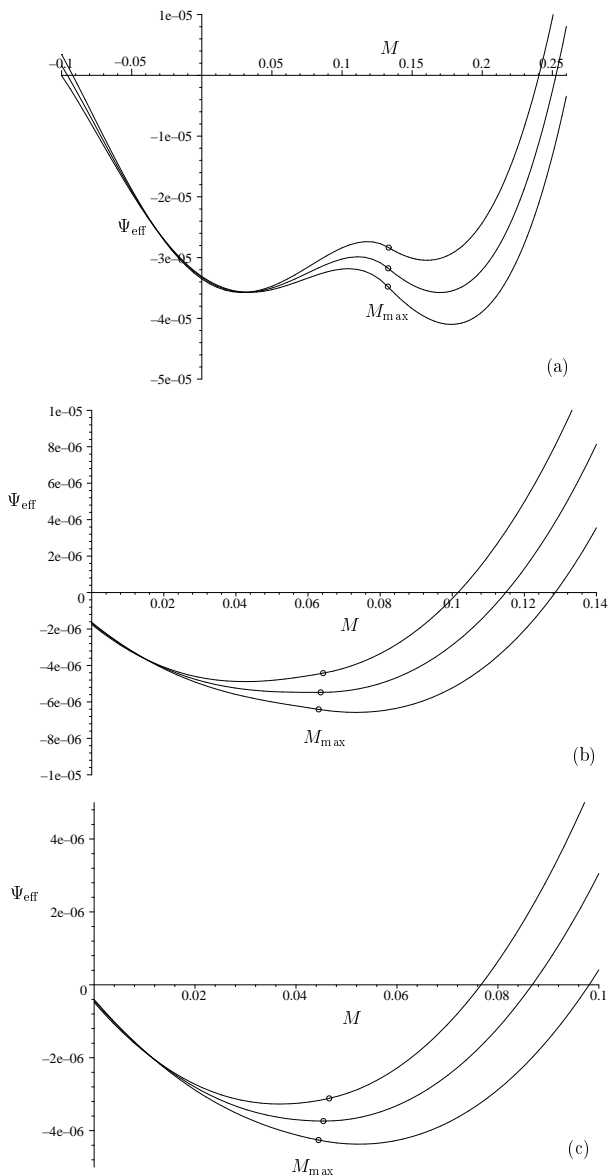 1e–05
M
–0.1 –0.05 0.05 0.1 0.15 0.2 0.25
–1e–05
–2e–05
Ψeff
–3e–05
Mmax
–4e–05
(a)
–5e–05
1e–05
8e–06
Ψeff
6e–06
4e–06
2e–06
0 0.02 0.04 0.06 0.08 0.1 0.12 0.14
M
–2e–06
–4e–06
–6e–06
Mmax
–8e–06
(b)
–1e–05
4e–06
Ψeff
2e–06
0 0.02 0.04 0.06 0.08 0.1
M
–2e–06
–4e–06
(c)
Mmax